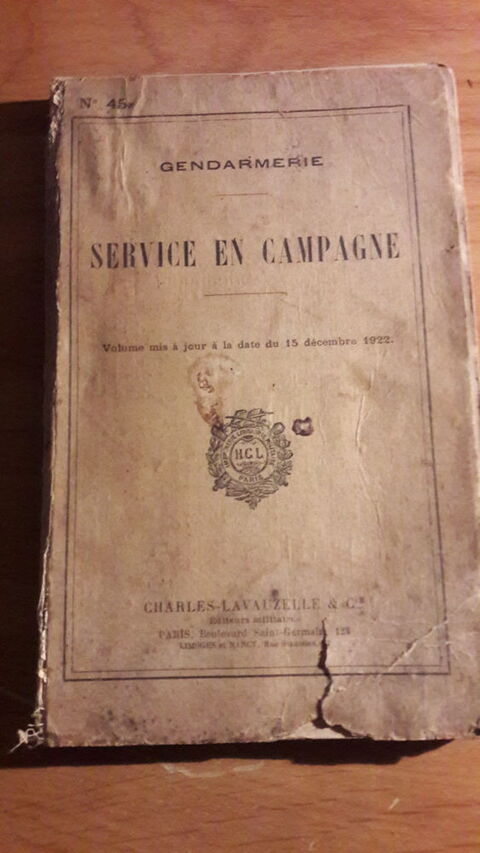 N° 45
GENDARMERIE
SERVICE EN CAMPAGNE
Volume mis à jour à la date du 15 décembre 1922.
H.C.L.
PARIS
CHARLES-LAVAUZELLE & Cie
Éditeurs militaires
PARIS, Boulevard Saint-Germain, 124
LIMOGES et NANCY, Rue